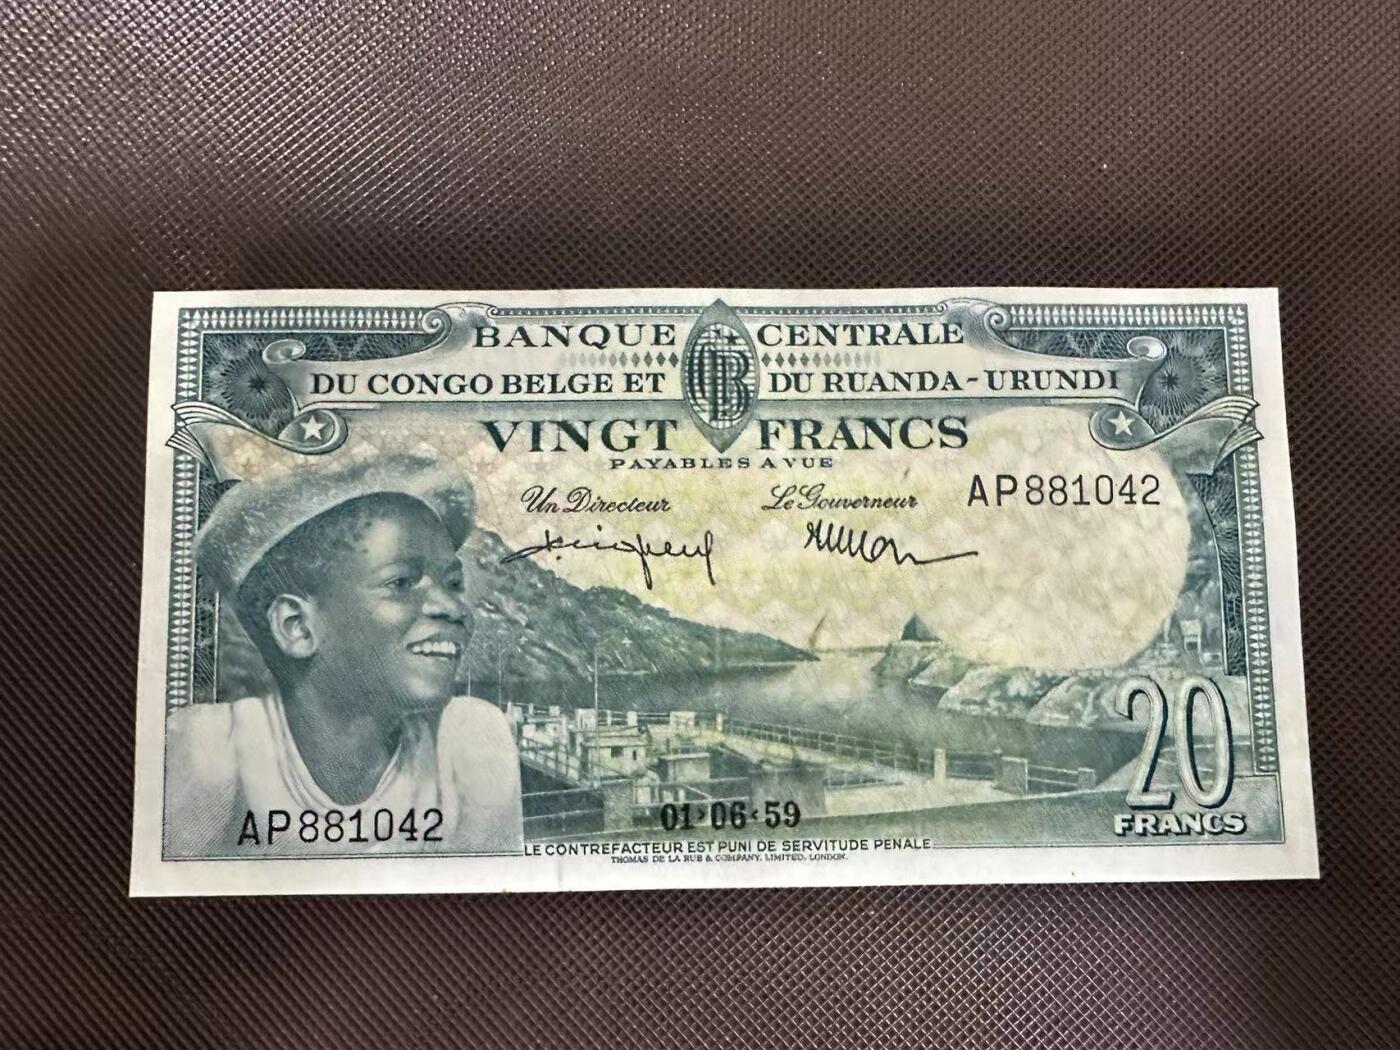 BANQUE CENTRALE
DU CONGO BELGE ET DU RUANDA-URUNDI
VINGT FRANCS
PAYABLES A VUE
Un Directeur Le Gouverneur AP881042
20
FRANCS
AP881042
01·06·59
LE CONTREFACTEUR EST PUNI DE SERVITUDE PENALE
THOMAS DE LA RUE & COMPANY, LIMITED, LONDON.